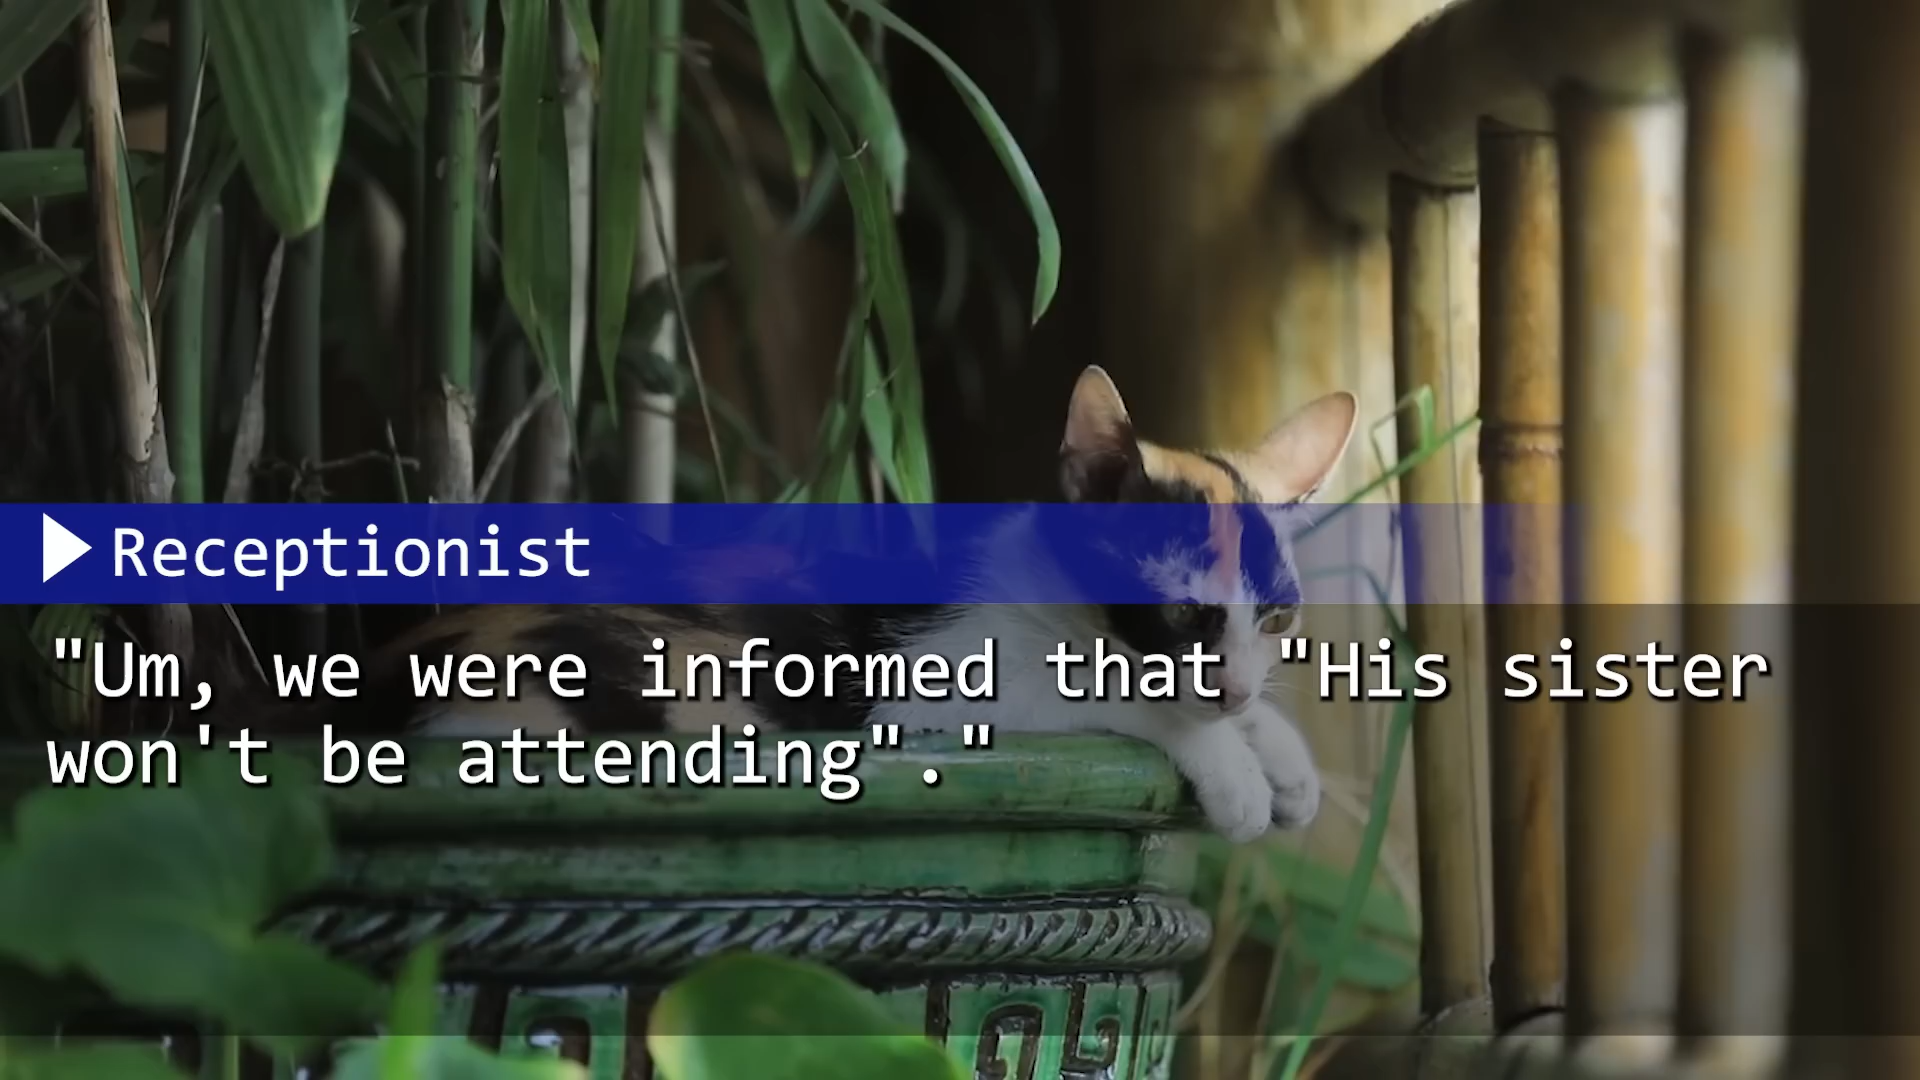 Receptionist
"Um, we were informed that "His sister
won't be attending"."